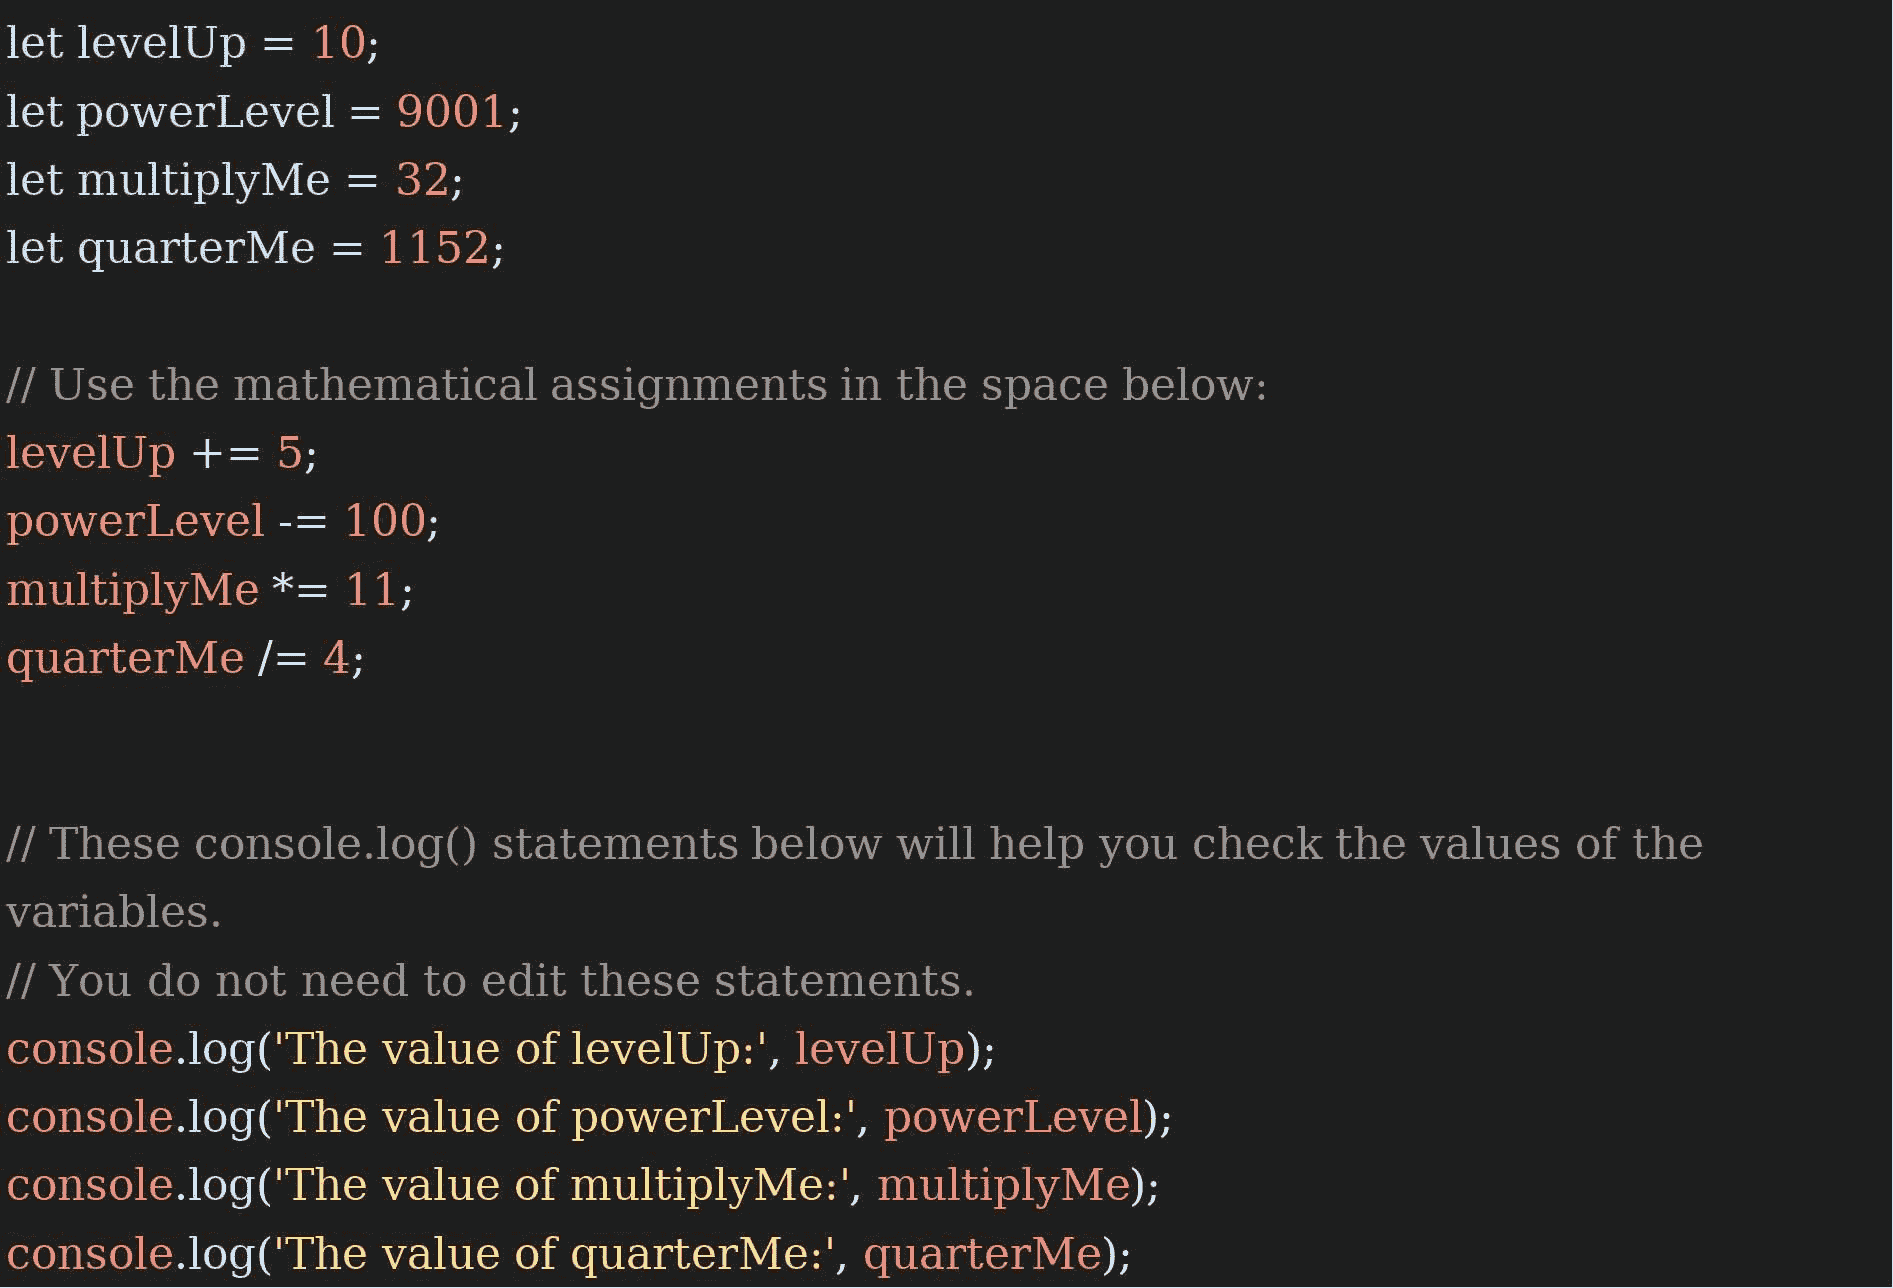 let levelUp = 10;
let powerLevel = 9001;
let multiplyMe = 32;
let quarterMe = 1152;
// Use the mathematical assignments in the space below:
levelUp += 5;
powerLevel -= 100;
multiplyMe *= 11;
quarterMe /= 4;
// These console.log() statements below will help you check the values of the
variables.
// You do not need to edit these statements.
console.log('The value of levelUp:', levelUp);
console.log('The value of powerLevel:', powerLevel);
console.log('The value of multiplyMe:', multiplyMe);
console.log('The value of quarterMe:', quarterMe);